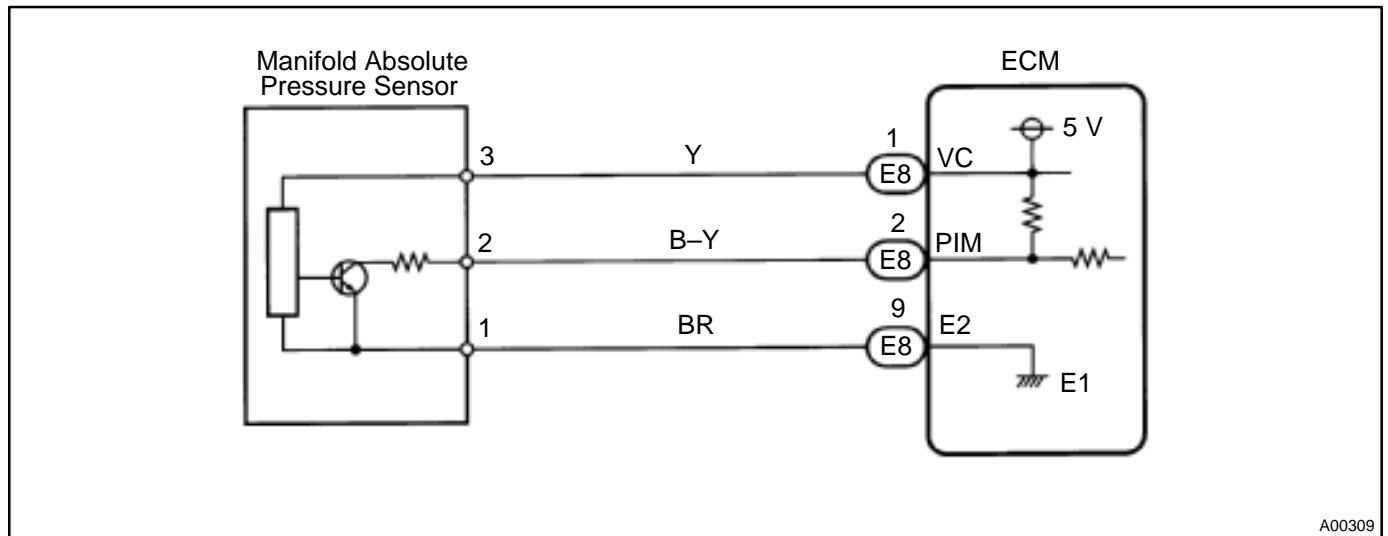 Manifold Absolute
Pressure Sensor
ECM
5 V
3
Y
1
E8
VC
2
B–Y
2
E8
PIM
1
BR
9
E8
E2
E1
A00309